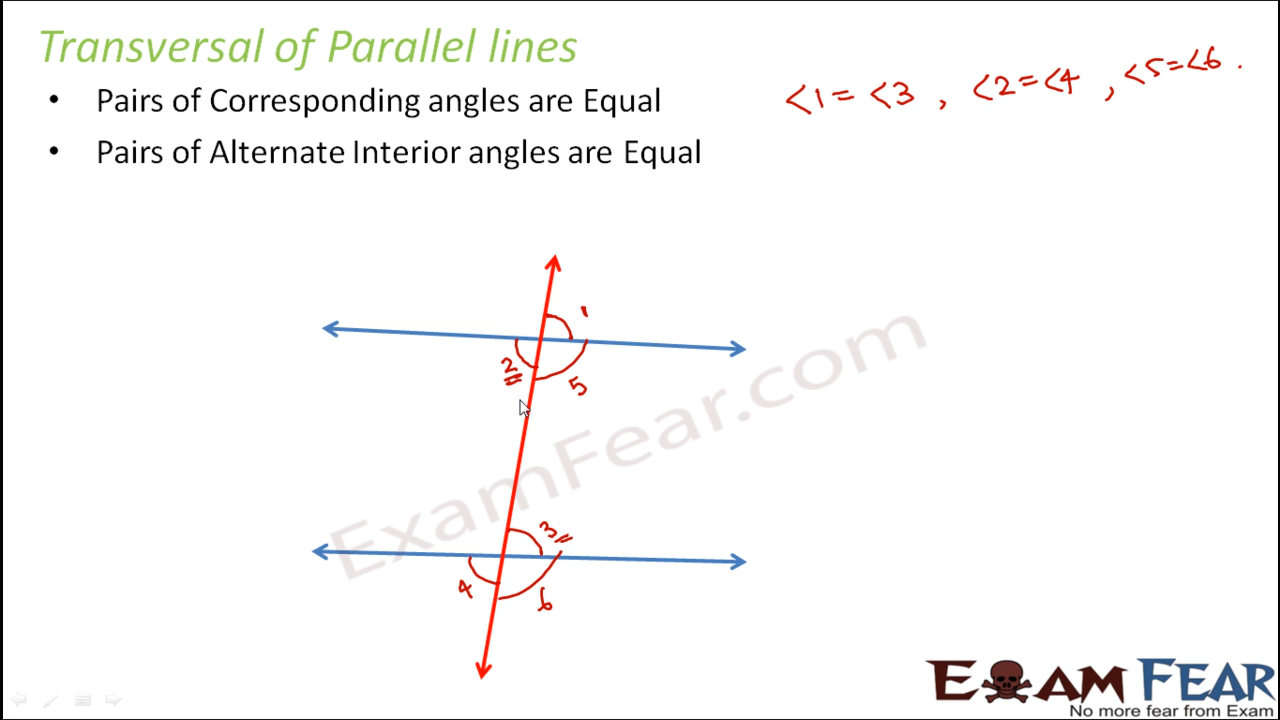 Transversal of Parallel lines
• Pairs of Corresponding angles are Equal
<1 = <3 , <2 = <4 , <5 = <6 .
• Pairs of Alternate Interior angles are Equal
1
2
5
ExamFear.com
3
4
6
EXAM FEAR
No more fear from Exam